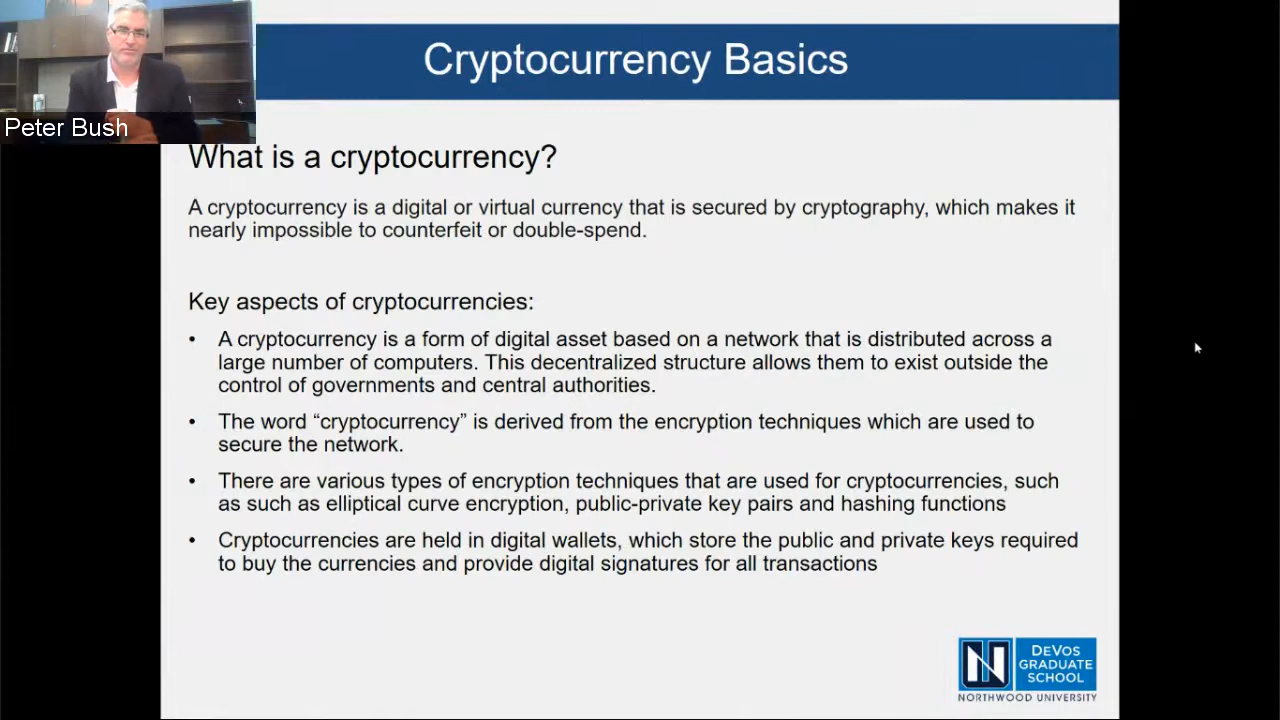 Cryptocurrency Basics
Peter Bush
What is a cryptocurrency?
A cryptocurrency is a digital or virtual currency that is secured by cryptography, which makes it
nearly impossible to counterfeit or double-spend.
Key aspects of cryptocurrencies:
• A cryptocurrency is a form of digital asset based on a network that is distributed across a
large number of computers. This decentralized structure allows them to exist outside the
control of governments and central authorities.
• The word “cryptocurrency” is derived from the encryption techniques which are used to
secure the network.
• There are various types of encryption techniques that are used for cryptocurrencies, such
as such as elliptical curve encryption, public-private key pairs and hashing functions
• Cryptocurrencies are held in digital wallets, which store the public and private keys required
to buy the currencies and provide digital signatures for all transactions
N
DEVOS
GRADUATE
SCHOOL
NORTHWOOD UNIVERSITY